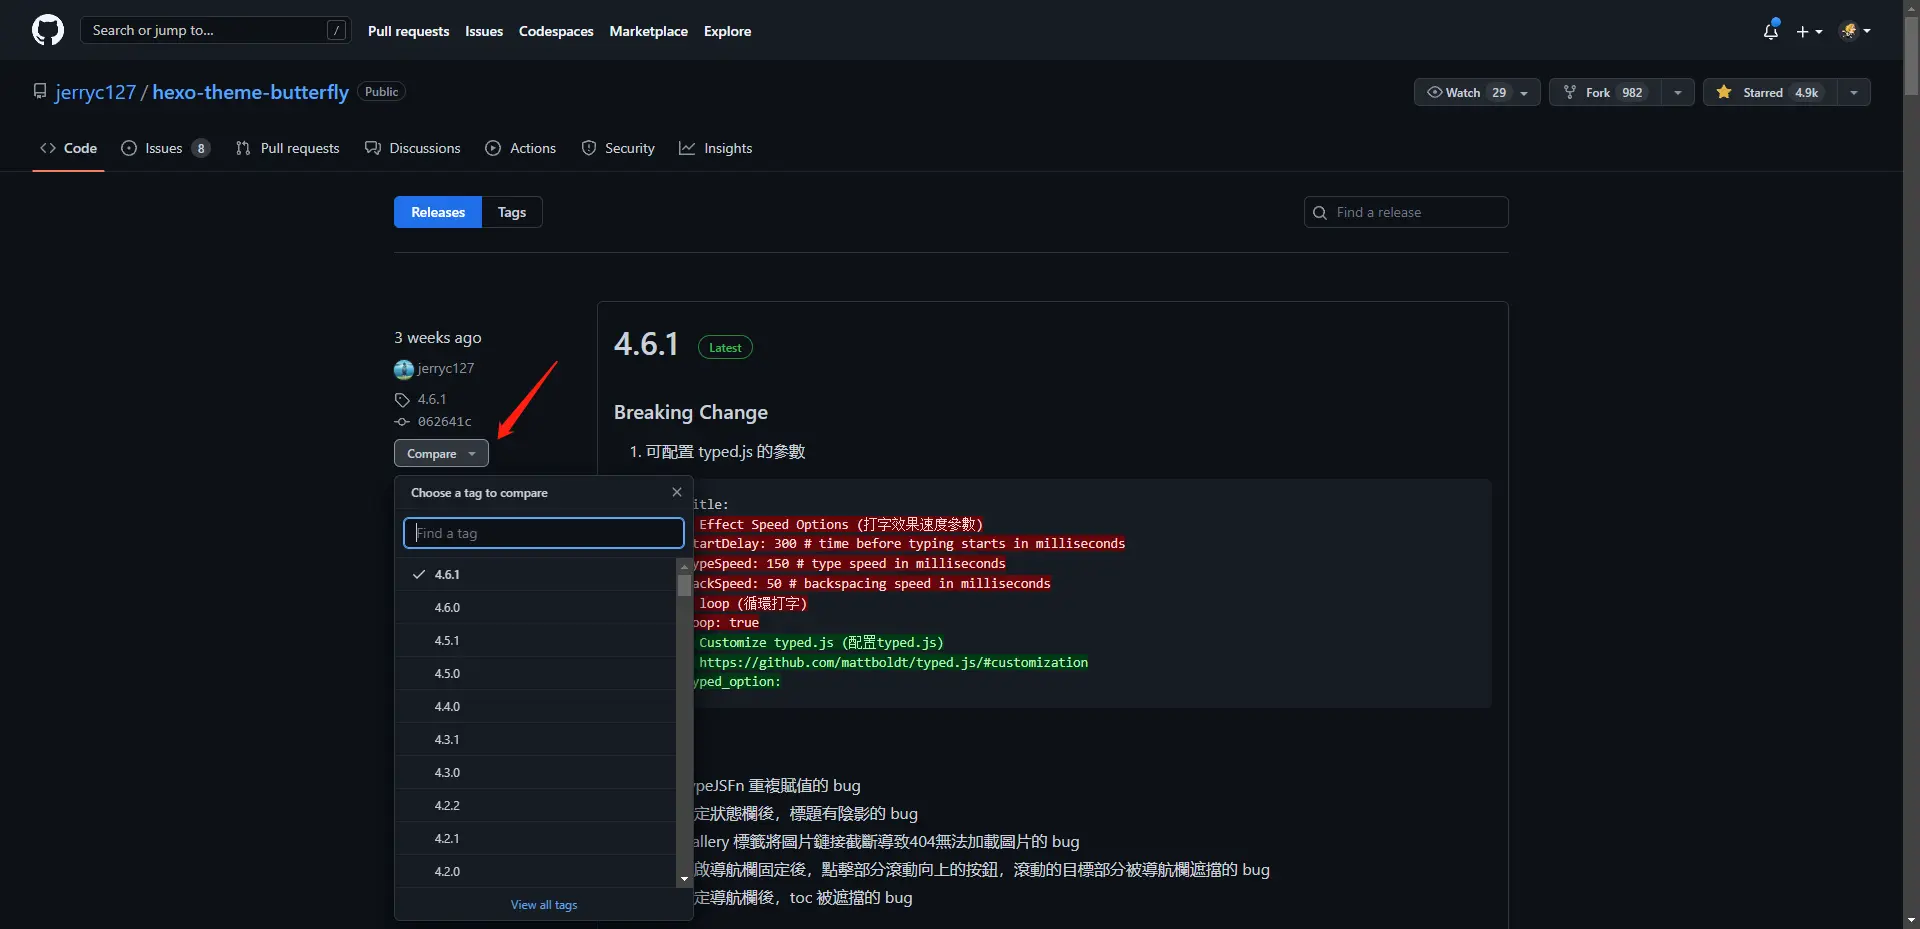 Search or jump to... /
Pull requests Issues Codespaces Marketplace Explore
jerryc127 / hexo-theme-butterfly Public
Watch 29 Fork 982 Starred 4.9k
Code Issues 8 Pull requests Discussions Actions Security Insights
Releases Tags
Find a release
3 weeks ago
jerryc127
4.6.1
062641c
Compare
Choose a tag to compare
Find a tag
4.6.1
4.6.0
4.5.1
4.5.0
4.4.0
4.3.1
4.3.0
4.2.2
4.2.1
4.2.0
View all tags
4.6.1 Latest
Breaking Change
1. 可配置 typed.js 的參數
itle:
Effect Speed Options (打字效果速度參數)
tartDelay: 300 # time before typing starts in milliseconds
ypeSpeed: 150 # type speed in milliseconds
ackSpeed: 50 # backspacing speed in milliseconds
loop (循環打字)
oop: true
Customize typed.js (配置typed.js)
https://github.com/mattboldt/typed.js/#customization
yped_option:
ypeJSFn 重複賦值的 bug
定狀態欄後，標題有陰影的 bug
allery 標籤將圖片鏈接截斷導致404無法加載圖片的 bug
啟導航欄固定後，點擊部分滾動向上的按鈕，滾動的目標部分被導航欄遮擋的 bug
定導航欄後，toc 被遮擋的 bug